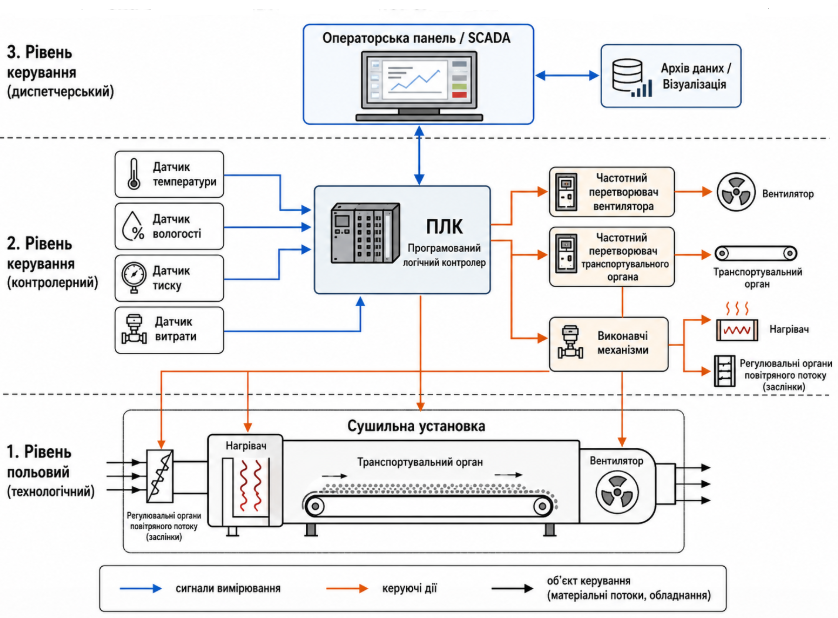 3. Рівень
керування
(диспетчерський)
Операторська панель / SCADA
Архів даних /
Візуалізація
2. Рівень
керування
(контролерний)
Датчик
температури
%
Датчик
вологості
Датчик
тиску
Датчик
витрати
ПЛК
Програмований
логічний контролер
Частотний
перетворювач
вентилятора
Вентилятор
Частотний
перетворювач
транспортувального
органа
Транспортувальний
орган
Виконавчі
механізми
Нагрівач
Регулювальні органи
повітряного потоку
(заслінки)
1. Рівень
польовий
(технологічний)
Сушильна установка
Нагрівач
Транспортувальний орган
Вентилятор
Регулювальні органи
повітряного потоку
(заслінки)
сигнали вимірювання
керуючі дії
об'єкт керування
(матеріальні потоки, обладнання)